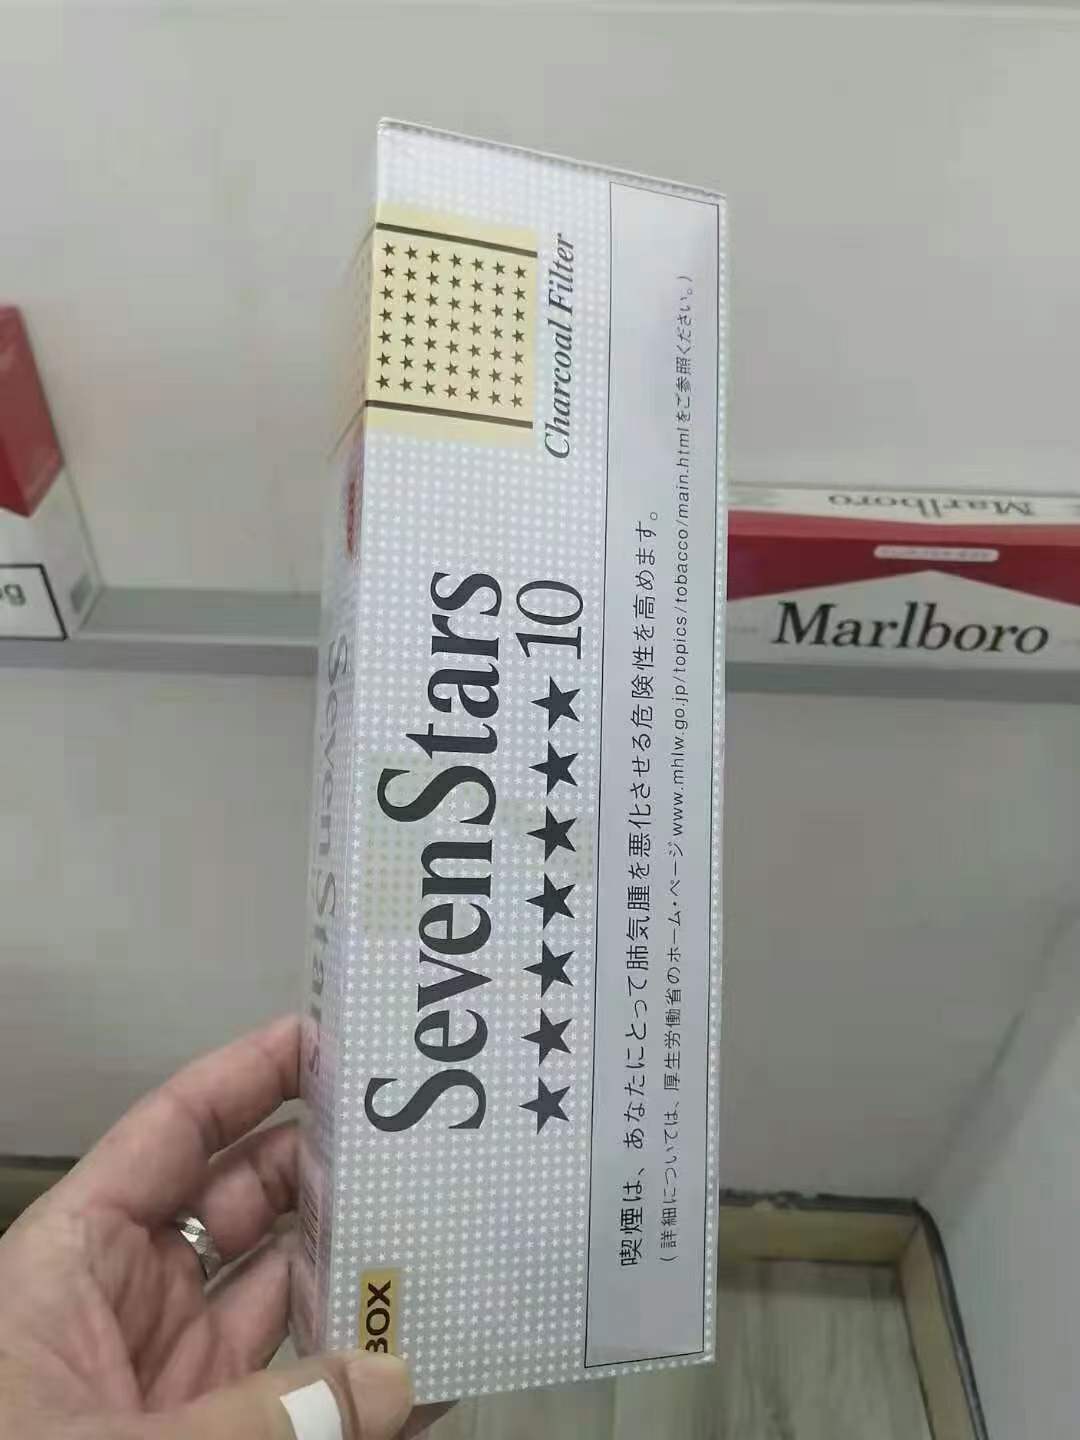 Charcoal Filter
SevenStars
10
BOX
喫煙は、あなたにとって肺気腫を悪化させる危険性を高めます。
(詳細については、厚生労働省のホーム・ページ www.mhlw.go.jp/topics/tobacco/main.htmlをご参照ください。)
Seven Stars
Marlboro
Marlboro